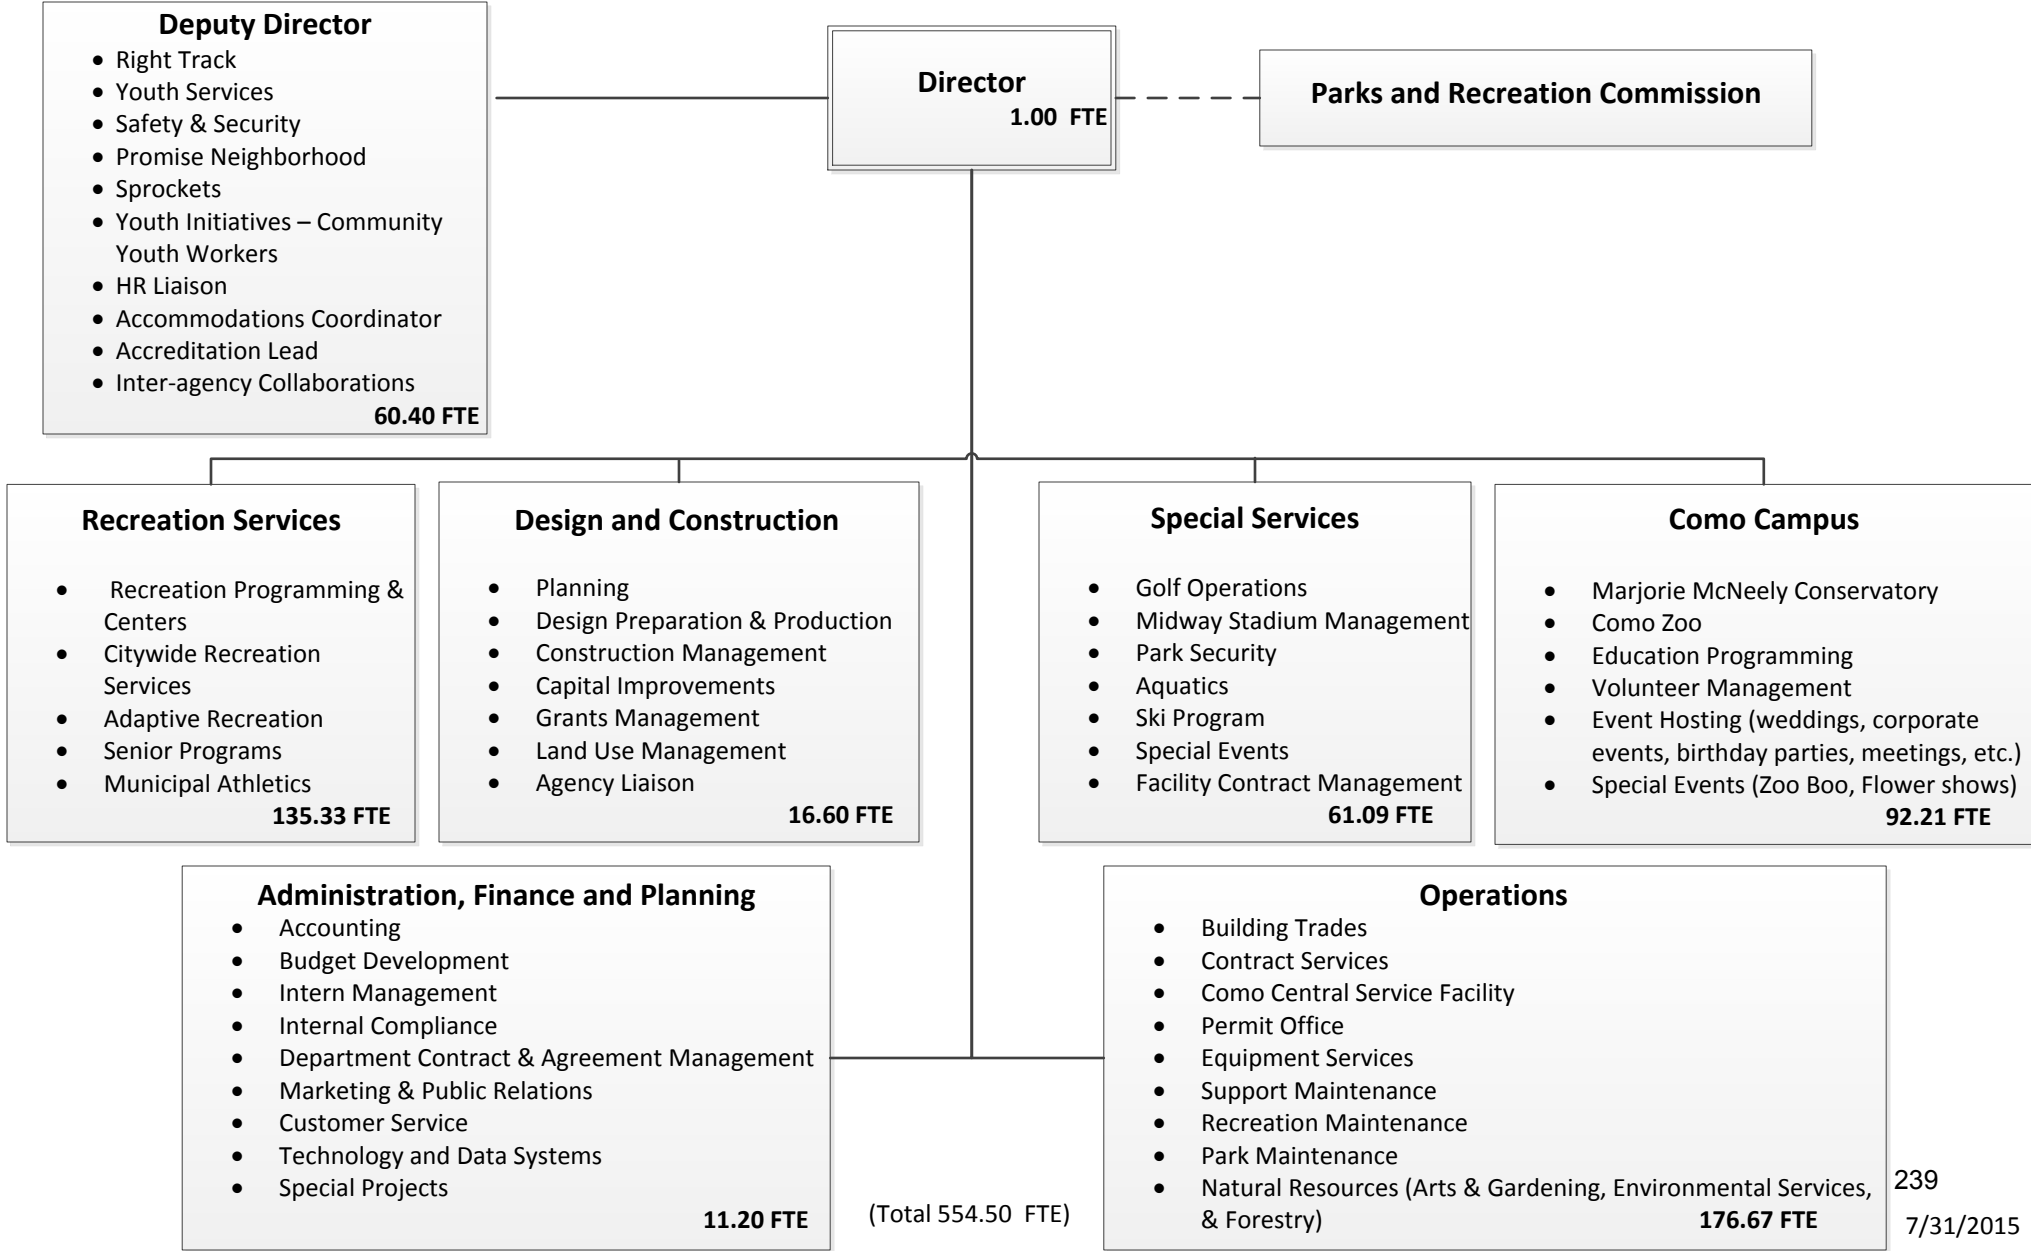 Deputy Director
• Right Track
• Youth Services
• Safety & Security
• Promise Neighborhood
• Sprockets
• Youth Initiatives – Community
Youth Workers
• HR Liaison
• Accommodations Coordinator
• Accreditation Lead
• Inter-agency Collaborations
60.40 FTE
Director
1.00 FTE
Parks and Recreation Commission
Recreation Services
• Recreation Programming &
Centers
• Citywide Recreation
Services
• Adaptive Recreation
• Senior Programs
• Municipal Athletics
135.33 FTE
Design and Construction
• Planning
• Design Preparation & Production
• Construction Management
• Capital Improvements
• Grants Management
• Land Use Management
• Agency Liaison
16.60 FTE
Special Services
• Golf Operations
• Midway Stadium Management
• Park Security
• Aquatics
• Ski Program
• Special Events
• Facility Contract Management
61.09 FTE
Como Campus
• Marjorie McNeely Conservatory
• Como Zoo
• Education Programming
• Volunteer Management
• Event Hosting (weddings, corporate
events, birthday parties, meetings, etc.)
• Special Events (Zoo Boo, Flower shows)
92.21 FTE
Administration, Finance and Planning
• Accounting
• Budget Development
• Intern Management
• Internal Compliance
• Department Contract & Agreement Management
• Marketing & Public Relations
• Customer Service
• Technology and Data Systems
• Special Projects
11.20 FTE
(Total 554.50 FTE)
Operations
• Building Trades
• Contract Services
• Como Central Service Facility
• Permit Office
• Equipment Services
• Support Maintenance
• Recreation Maintenance
• Park Maintenance
• Natural Resources (Arts & Gardening, Environmental Services,
& Forestry)
176.67 FTE
239
7/31/2015